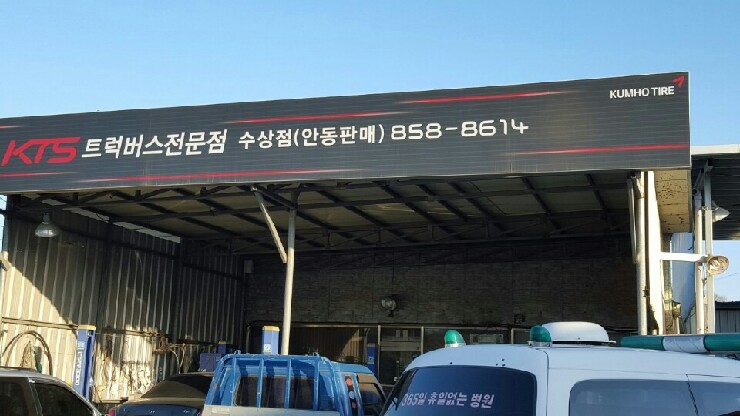 KUMHO TIRE
KTS 트럭버스전문점 수상점(안동판매) 858-8614
365일 휴일없는 병원